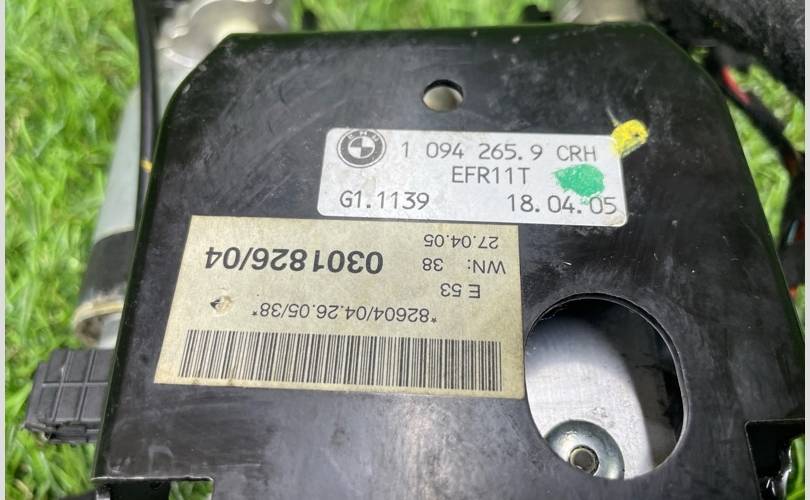 BMW
1 094 265.9 CRH
EFR11T
G1.1139 18.04.05
*82604/04.26.05/38*
E 53
WN: 38 0301826/04
27.04.05